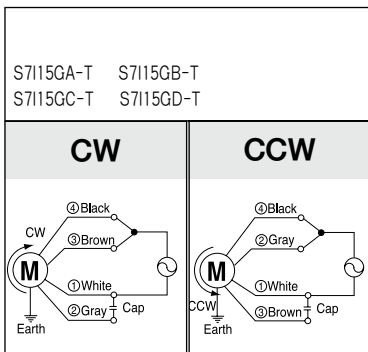 S7I15GA-T S7I15GB-T
S7I15GC-T S7I15GD-T
CW CCW
④Black
CW
③Brown
M
①White
②Gray Cap
Earth
④Black
②Gray
M
①White
CCW
③Brown Cap
Earth